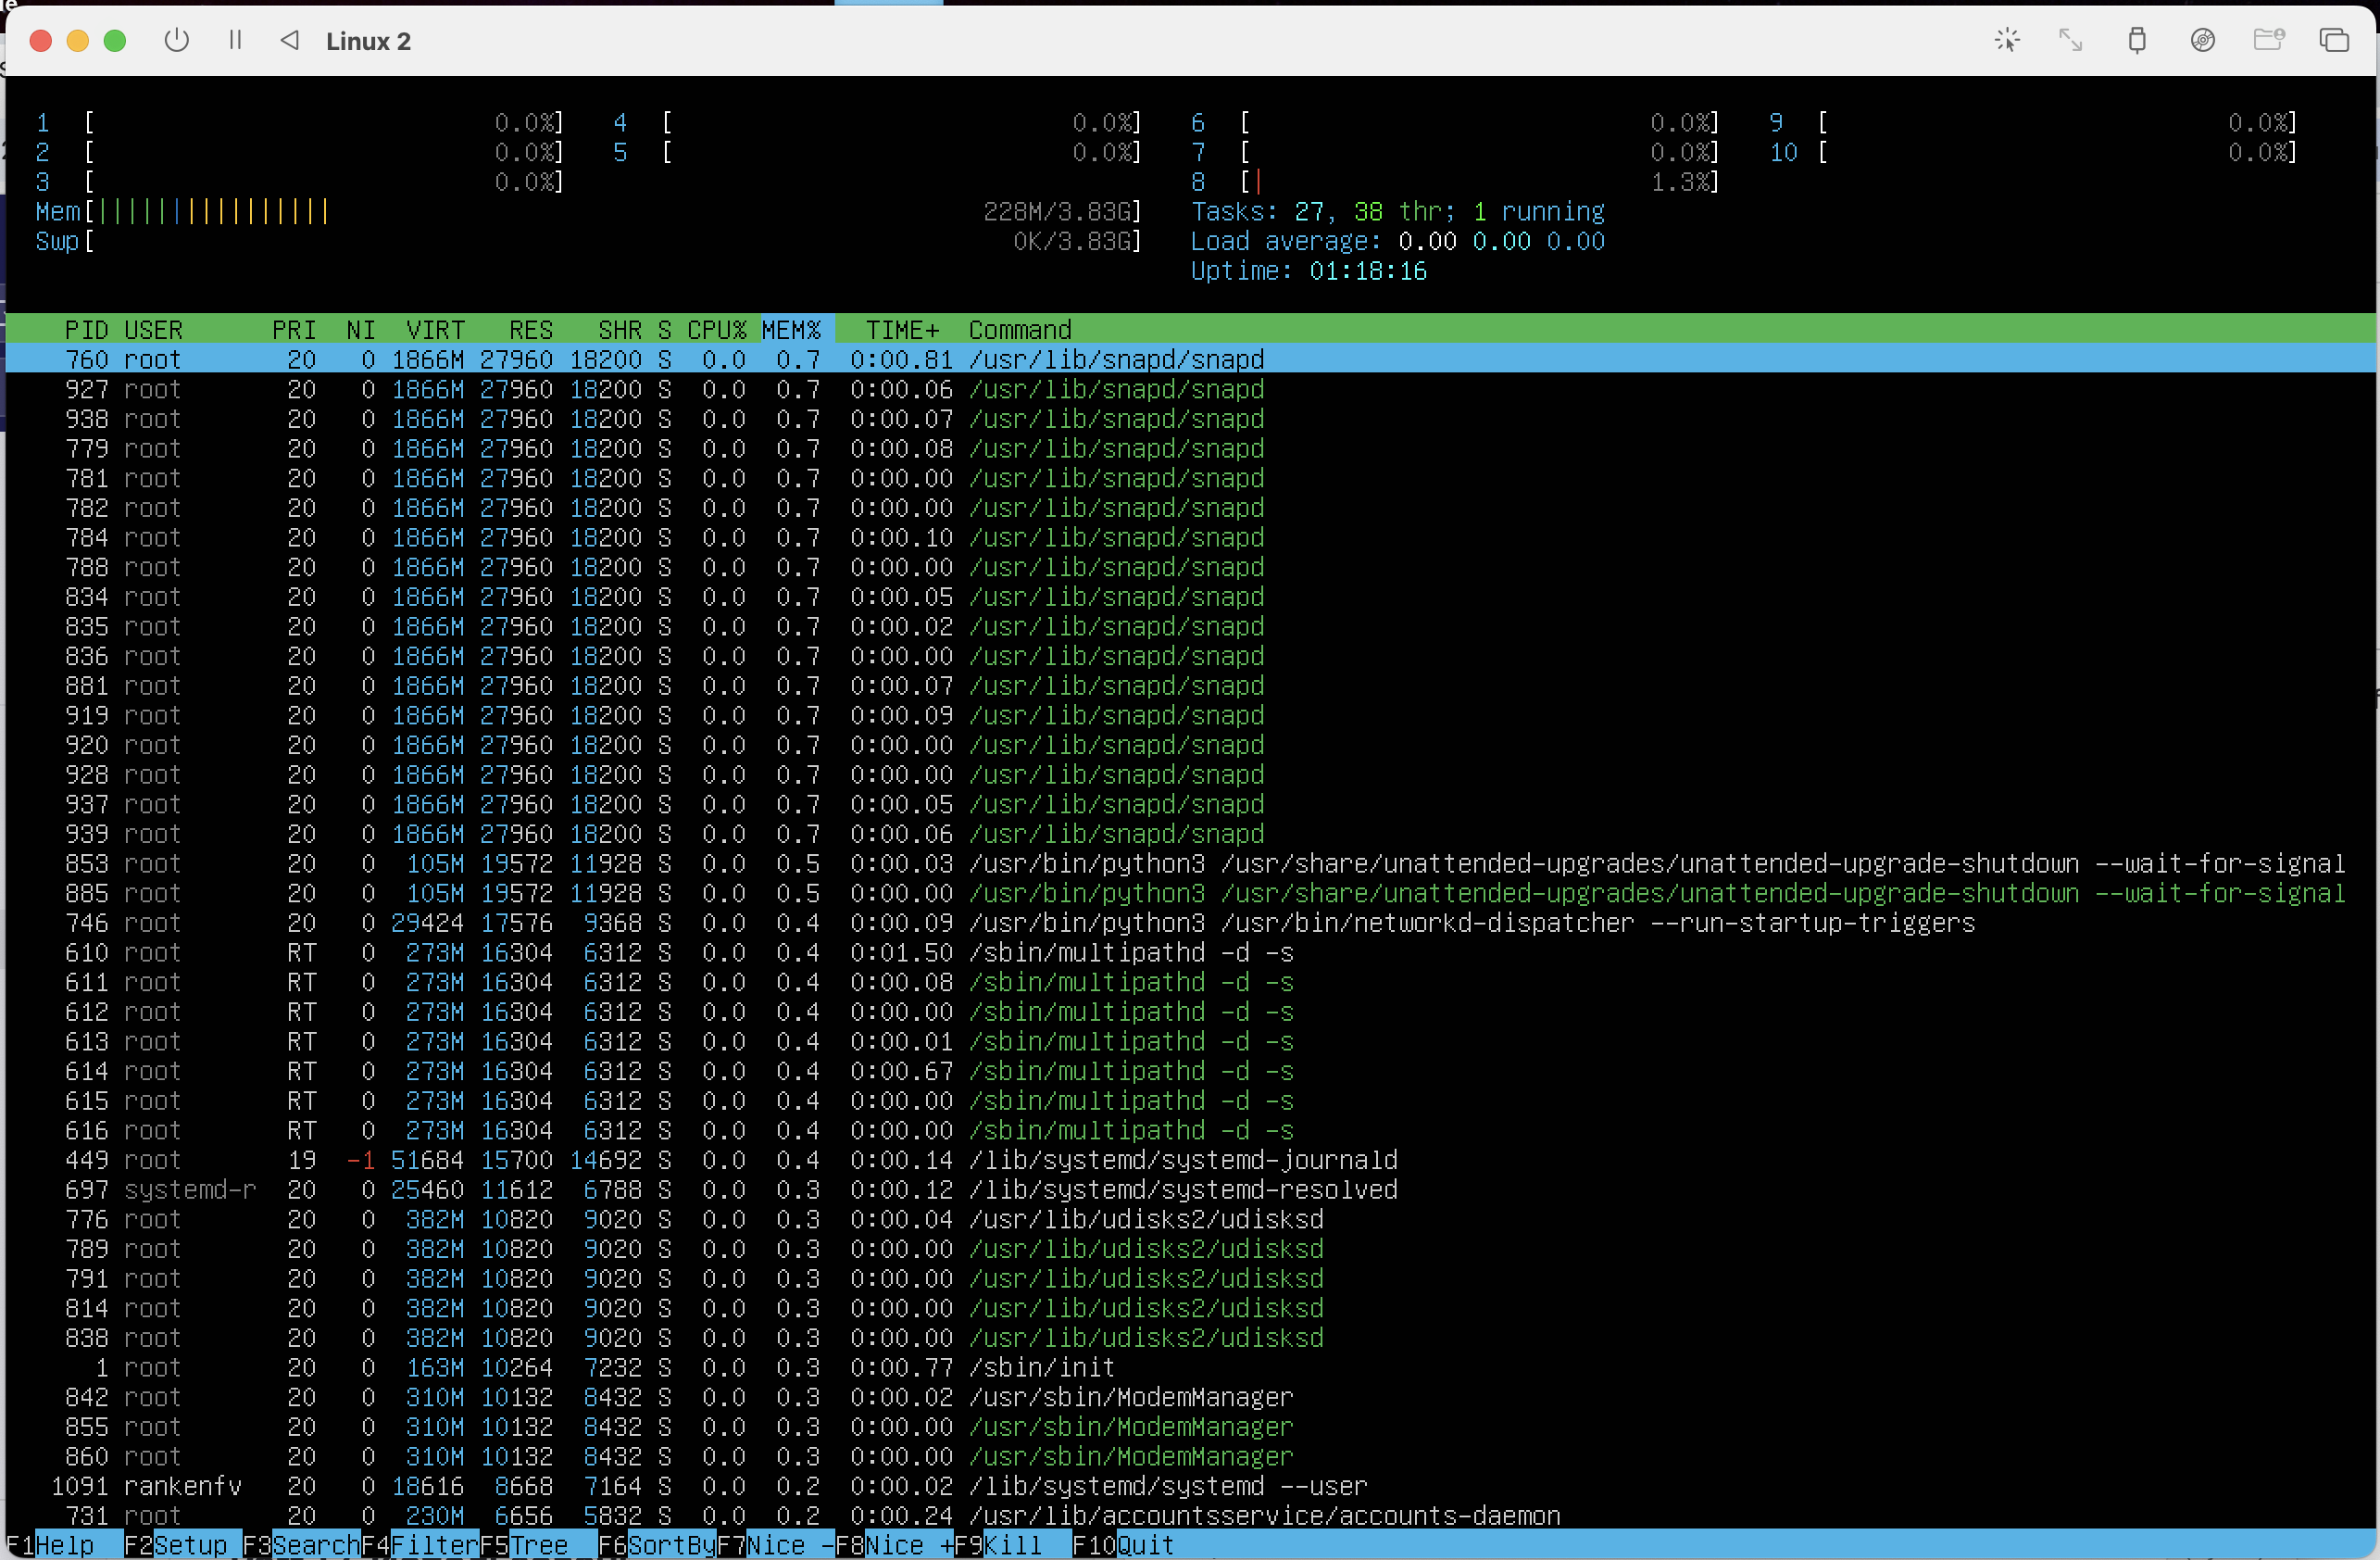 Linux 2
1 [ 0.0%] 4 [ 0.0%] 6 [ 0.0%] 9 [ 0.0%]
2 [ 0.0%] 5 [ 0.0%] 7 [ 0.0%] 10 [ 0.0%]
3 [ 0.0%] 8 [| 1.3%]
Mem[|||||||||||||||| 228M/3.83G] Tasks: 27, 38 thr; 1 running
Swp[ 0K/3.83G] Load average: 0.00 0.00 0.00
Uptime: 01:18:16
PID USER PRI NI VIRT RES SHR S CPU% MEM% TIME+ Command
760 root 20 0 1866M 27960 18200 S 0.0 0.7 0:00.81 /usr/lib/snapd/snapd
927 root 20 0 1866M 27960 18200 S 0.0 0.7 0:00.06 /usr/lib/snapd/snapd
938 root 20 0 1866M 27960 18200 S 0.0 0.7 0:00.07 /usr/lib/snapd/snapd
779 root 20 0 1866M 27960 18200 S 0.0 0.7 0:00.08 /usr/lib/snapd/snapd
781 root 20 0 1866M 27960 18200 S 0.0 0.7 0:00.00 /usr/lib/snapd/snapd
782 root 20 0 1866M 27960 18200 S 0.0 0.7 0:00.00 /usr/lib/snapd/snapd
784 root 20 0 1866M 27960 18200 S 0.0 0.7 0:00.10 /usr/lib/snapd/snapd
788 root 20 0 1866M 27960 18200 S 0.0 0.7 0:00.00 /usr/lib/snapd/snapd
834 root 20 0 1866M 27960 18200 S 0.0 0.7 0:00.05 /usr/lib/snapd/snapd
835 root 20 0 1866M 27960 18200 S 0.0 0.7 0:00.02 /usr/lib/snapd/snapd
836 root 20 0 1866M 27960 18200 S 0.0 0.7 0:00.00 /usr/lib/snapd/snapd
881 root 20 0 1866M 27960 18200 S 0.0 0.7 0:00.07 /usr/lib/snapd/snapd
919 root 20 0 1866M 27960 18200 S 0.0 0.7 0:00.09 /usr/lib/snapd/snapd
920 root 20 0 1866M 27960 18200 S 0.0 0.7 0:00.00 /usr/lib/snapd/snapd
928 root 20 0 1866M 27960 18200 S 0.0 0.7 0:00.00 /usr/lib/snapd/snapd
937 root 20 0 1866M 27960 18200 S 0.0 0.7 0:00.05 /usr/lib/snapd/snapd
939 root 20 0 1866M 27960 18200 S 0.0 0.7 0:00.06 /usr/lib/snapd/snapd
853 root 20 0 105M 19572 11928 S 0.0 0.5 0:00.03 /usr/bin/python3 /usr/share/unattended-upgrades/unattended-upgrade-shutdown --wait-for-signal
885 root 20 0 105M 19572 11928 S 0.0 0.5 0:00.00 /usr/bin/python3 /usr/share/unattended-upgrades/unattended-upgrade-shutdown --wait-for-signal
746 root 20 0 29424 17576 9368 S 0.0 0.4 0:00.09 /usr/bin/python3 /usr/bin/networkd-dispatcher --run-startup-triggers
610 root RT 0 273M 16304 6312 S 0.0 0.4 0:01.50 /sbin/multipathd -d -s
611 root RT 0 273M 16304 6312 S 0.0 0.4 0:00.08 /sbin/multipathd -d -s
612 root RT 0 273M 16304 6312 S 0.0 0.4 0:00.00 /sbin/multipathd -d -s
613 root RT 0 273M 16304 6312 S 0.0 0.4 0:00.01 /sbin/multipathd -d -s
614 root RT 0 273M 16304 6312 S 0.0 0.4 0:00.67 /sbin/multipathd -d -s
615 root RT 0 273M 16304 6312 S 0.0 0.4 0:00.00 /sbin/multipathd -d -s
616 root RT 0 273M 16304 6312 S 0.0 0.4 0:00.00 /sbin/multipathd -d -s
449 root 19 -1 51684 15700 14692 S 0.0 0.4 0:00.14 /lib/systemd/systemd-journald
697 systemd-r 20 0 25460 11612 6788 S 0.0 0.3 0:00.12 /lib/systemd/systemd-resolved
776 root 20 0 382M 10820 9020 S 0.0 0.3 0:00.04 /usr/lib/udisks2/udisksd
789 root 20 0 382M 10820 9020 S 0.0 0.3 0:00.00 /usr/lib/udisks2/udisksd
791 root 20 0 382M 10820 9020 S 0.0 0.3 0:00.00 /usr/lib/udisks2/udisksd
814 root 20 0 382M 10820 9020 S 0.0 0.3 0:00.00 /usr/lib/udisks2/udisksd
838 root 20 0 382M 10820 9020 S 0.0 0.3 0:00.00 /usr/lib/udisks2/udisksd
1 root 20 0 163M 10264 7232 S 0.0 0.3 0:00.77 /sbin/init
842 root 20 0 310M 10132 8432 S 0.0 0.3 0:00.02 /usr/sbin/ModemManager
855 root 20 0 310M 10132 8432 S 0.0 0.3 0:00.00 /usr/sbin/ModemManager
860 root 20 0 310M 10132 8432 S 0.0 0.3 0:00.00 /usr/sbin/ModemManager
1091 rankenfv 20 0 18616 8668 7164 S 0.0 0.2 0:00.02 /lib/systemd/systemd --user
731 root 20 0 230M 6656 5832 S 0.0 0.2 0:00.24 /usr/lib/accountsservice/accounts-daemon
F1Help F2Setup F3SearchF4FilterF5Tree F6SortByF7Nice -F8Nice +F9Kill F10Quit